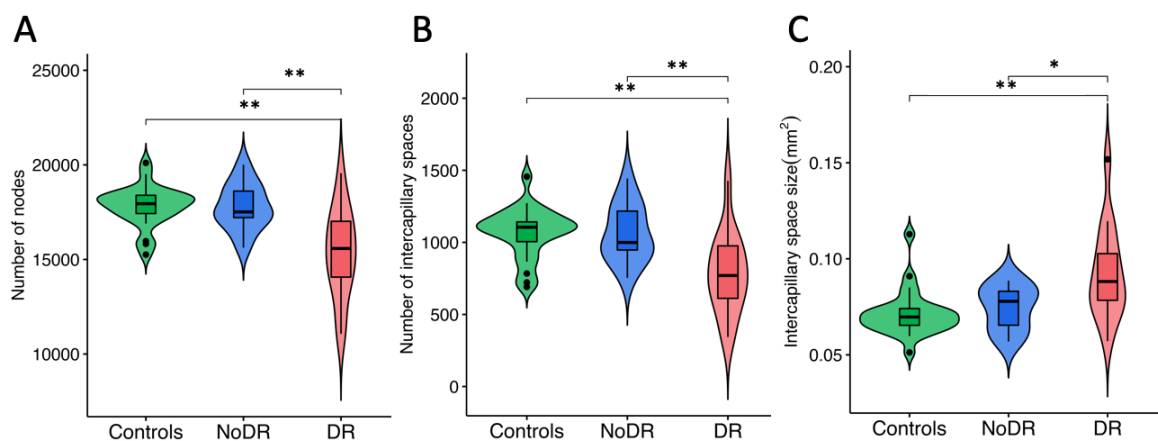 A
Number of nodes
25000
20000
15000
10000
**
**
Controls
NoDR
DR
B
Number of intercapillary spaces
2000
1500
1000
500
0
**
**
Controls
NoDR
DR
C
Intercapillary space size(mm²)
0.20
0.15
0.10
0.05
*
**
Controls
NoDR
DR